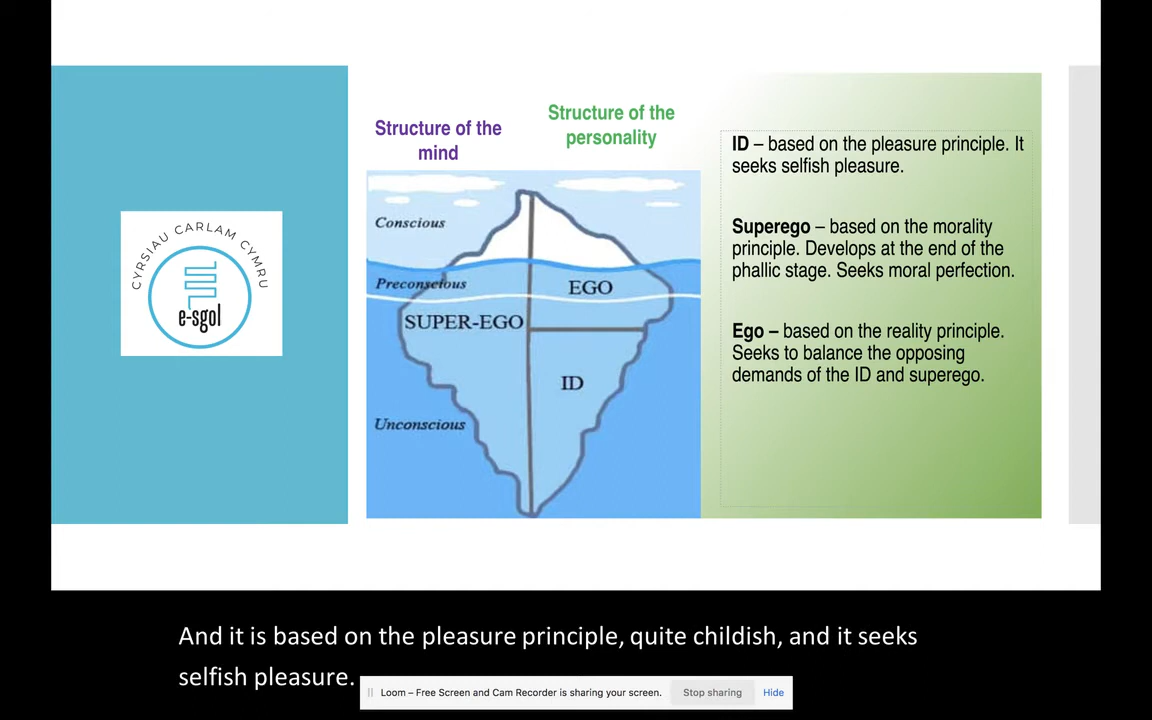 CYRSIAU CARLAM CYMRU
e-sgol
Structure of the
mind
Structure of the
personality
Conscious
Preconscious
EGO
SUPER-EGO
ID
Unconscious
ID – based on the pleasure principle. It
seeks selfish pleasure.
Superego – based on the morality
principle. Develops at the end of the
phallic stage. Seeks moral perfection.
Ego – based on the reality principle.
Seeks to balance the opposing
demands of the ID and superego.
And it is based on the pleasure principle, quite childish, and it seeks
selfish pleasure.
Loom – Free Screen and Cam Recorder is sharing your screen.
Stop sharing
Hide